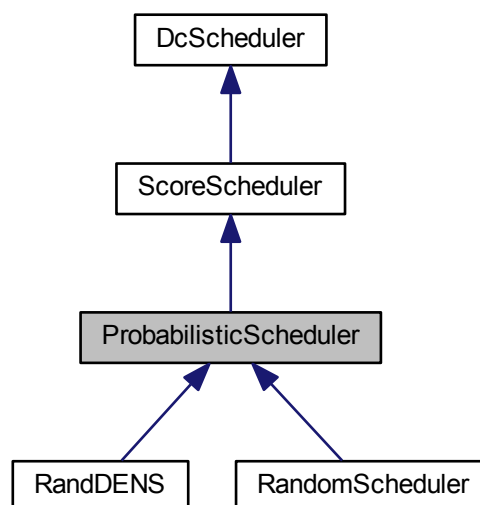 DcScheduler
ScoreScheduler
ProbabilisticScheduler
RandDENS
RandomScheduler